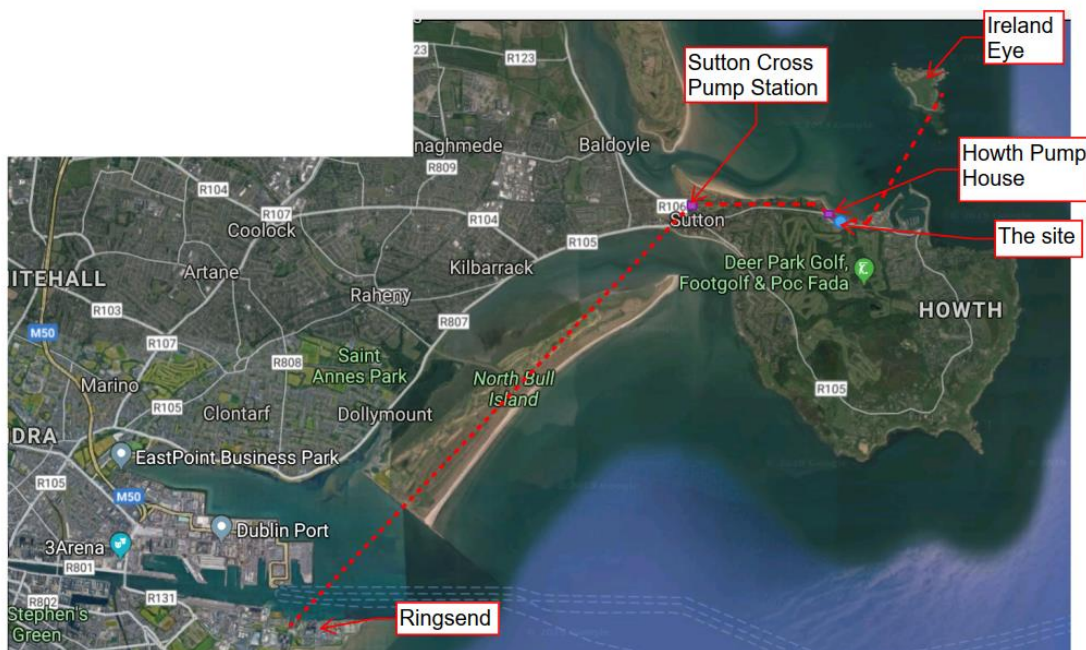 Ireland
Eye
R123
123
Sutton Cross
Pump Station
naghmede
Baldoyle
R809
Howth Pump
House
R104
R104
R107
R104
R106
Sutton
The site
Coolock
R105
Kilbarrack
Deer Park Golf,
Footgolf & Poc Fada
Artane
ITEHALL
Raheny
HOWTH
R103
R807
M50
R107
R808
Saint
Annes Park
North Bull
Island
Marino
R105
R105
Clontarf
Dollymount
NDRA
EastPoint Business Park
R105
M50
Dublin Port
3Arena
R801
R802
R131
Stephen's
Green
Ringsend